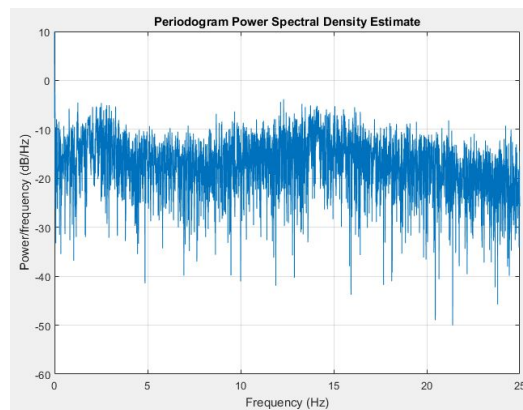 Periodogram Power Spectral Density Estimate
10
0
-10
-20
-30
-40
-50
-60
Power/frequency (dB/Hz)
0 5 10 15 20 25
Frequency (Hz)